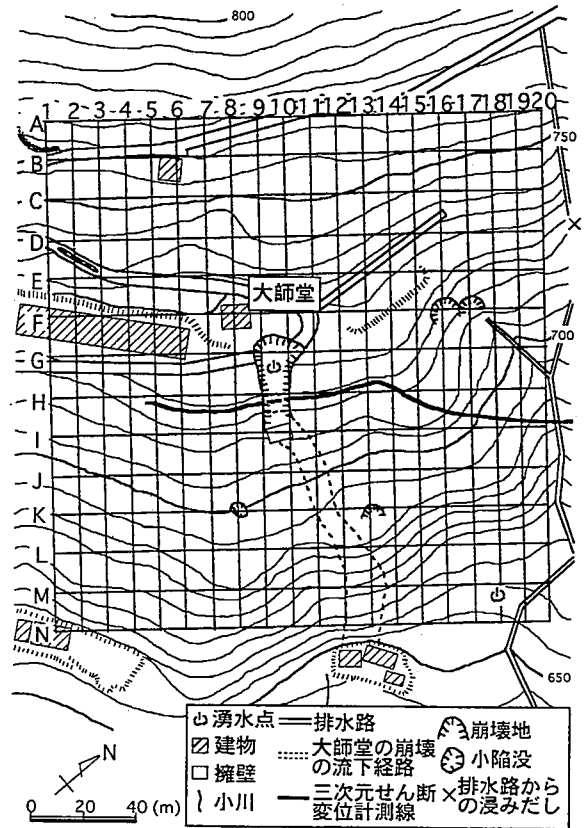 800
1 2 3 4 5 6 7 8 9 10 11 12 13 14 15 16 17 18 19 20
A
750
B
C
D
E
大師堂
F
700
G
H
I
J
K
L
M
N
650
湧水点
排水路
崩壊地
建物
大師堂の崩壊
の流下経路
小陥没
擁壁
小川
三次元せん断
変位計測線
×排水路から
の浸みだし
N
0 20 40 (m)